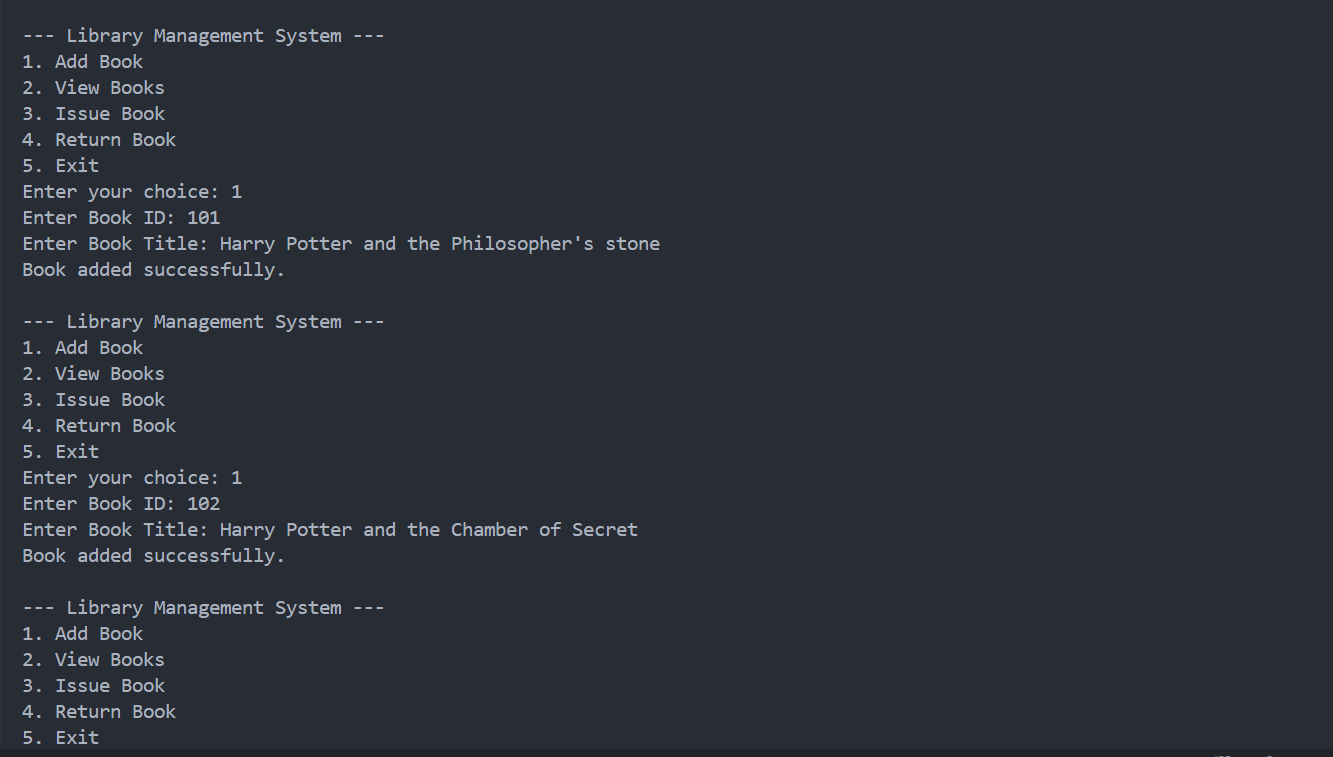 --- Library Management System ---
1. Add Book
2. View Books
3. Issue Book
4. Return Book
5. Exit
Enter your choice: 1
Enter Book ID: 101
Enter Book Title: Harry Potter and the Philosopher's stone
Book added successfully.
--- Library Management System ---
1. Add Book
2. View Books
3. Issue Book
4. Return Book
5. Exit
Enter your choice: 1
Enter Book ID: 102
Enter Book Title: Harry Potter and the Chamber of Secret
Book added successfully.
--- Library Management System ---
1. Add Book
2. View Books
3. Issue Book
4. Return Book
5. Exit